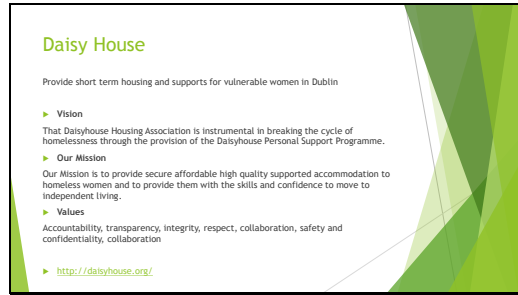 Daisy House
Provide short term housing and supports for vulnerable women in Dublin
Vision
That Daisyhouse Housing Association is instrumental in breaking the cycle of
homelessness through the provision of the Daisyhouse Personal Support Programme.
Our Mission
Our Mission is to provide secure affordable high quality supported accommodation to
homeless women and to provide them with the skills and confidence to move to
independent living.
Values
Accountability, transparency, integrity, respect, collaboration, safety and
confidentiality, collaboration
http://daisyhouse.org/